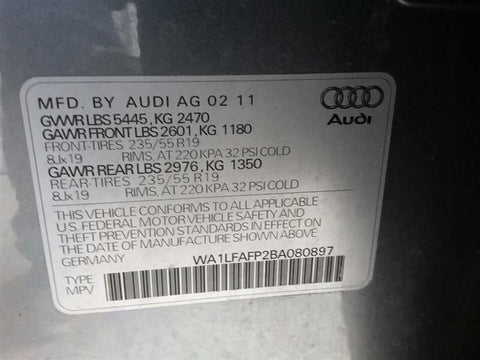 MFD. BY AUDI AG 02 11
GVWR LBS 5445, KG 2470
GAWR FRONT LBS 2601, KG 1180
FRONT-TIRES 235/55 R19
8Jx19 RIMS, AT 220 KPA 32 PSI COLD
GAWR REAR LBS 2976, KG 1350
REAR-TIRES 235/55 R19
8Jx19 RIMS, AT 220 KPA 32 PSI COLD
THIS VEHICLE CONFORMS TO ALL APPLICABLE
U.S. FEDERAL MOTOR VEHICLE SAFETY AND
THEFT PREVENTION STANDARDS IN EFFECT ON
THE DATE OF MANUFACTURE SHOWN ABOVE.
GERMANY WA1LFAFP2BA080897
TYPE
MPV
Audi